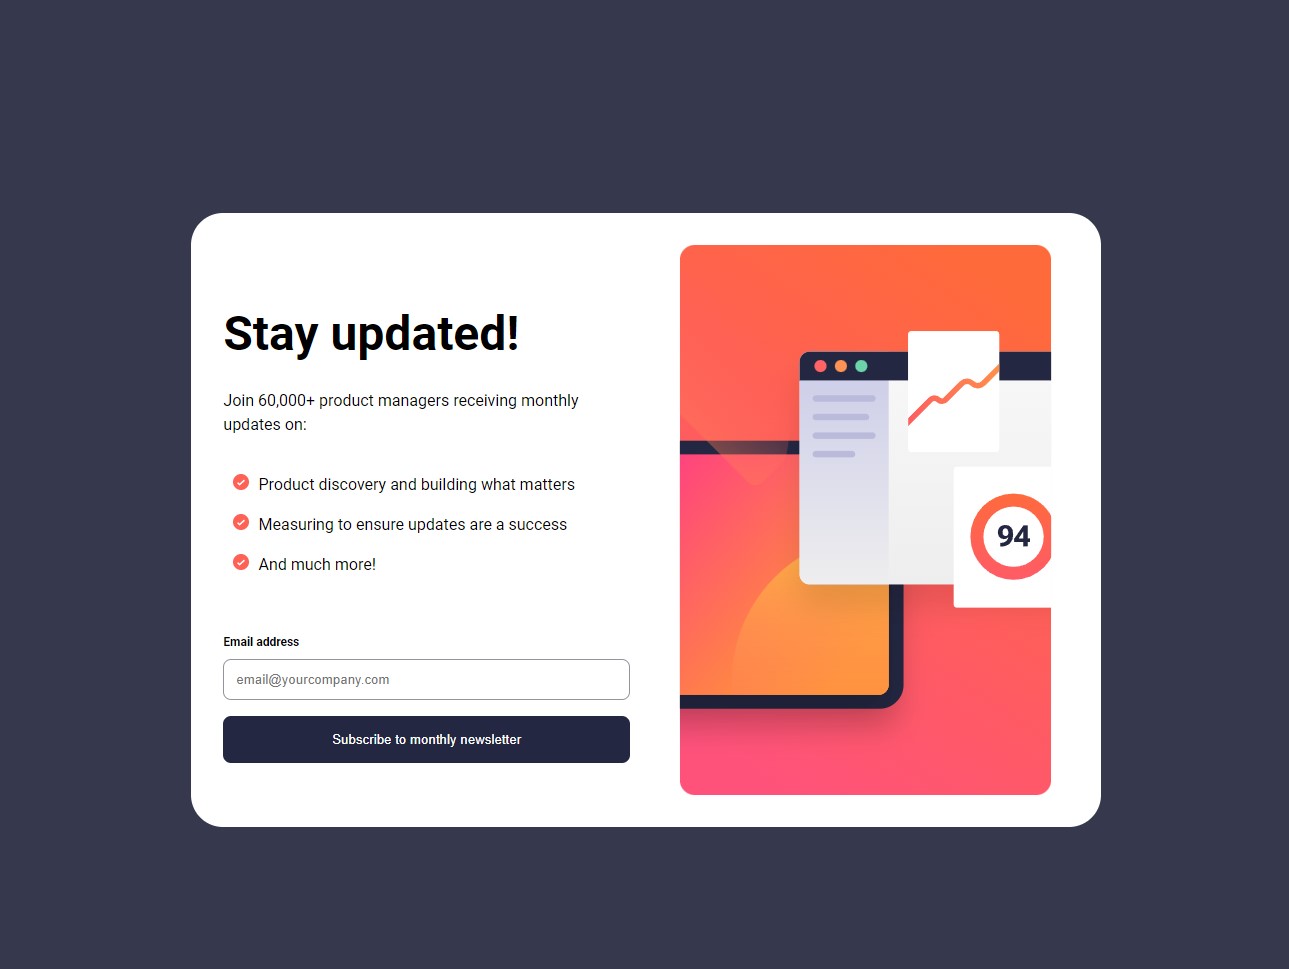 Stay updated!
Join 60,000+ product managers receiving monthly
updates on:
Product discovery and building what matters
Measuring to ensure updates are a success
And much more!
Email address
email@yourcompany.com
Subscribe to monthly newsletter
94